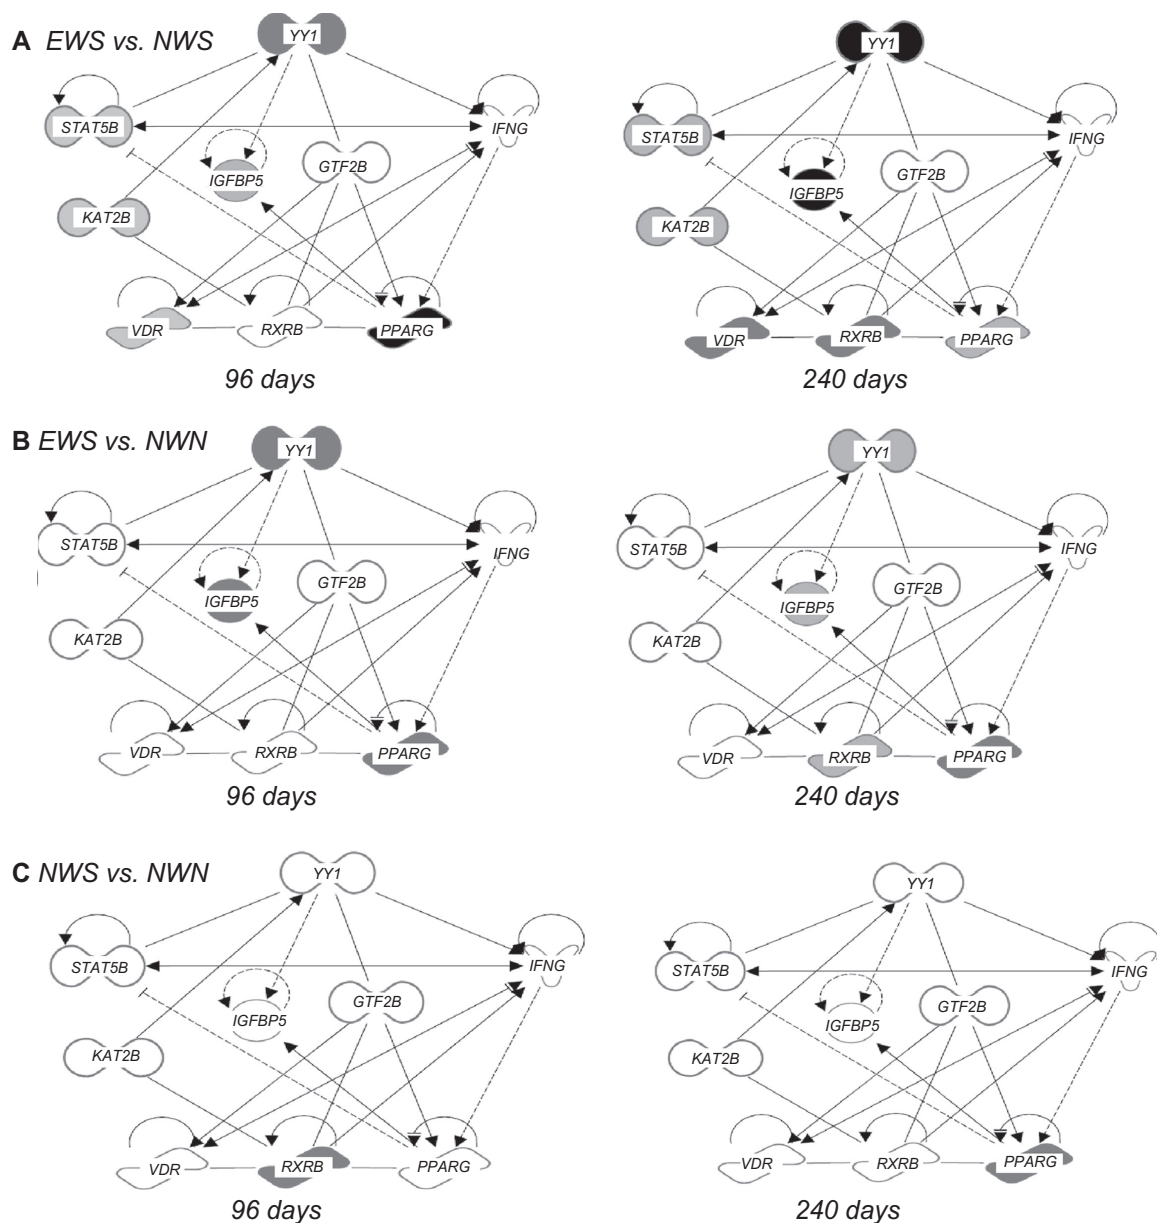 A EWS vs. NWS
YY1
STAT5B
IFNG
IGFBP5
GTF2B
KAT2B
VDR
RXRB
PPARG
96 days
YY1
STAT5B
IFNG
IGFBP5
GTF2B
KAT2B
VDR
RXRB
PPARG
240 days
B EWS vs. NWN
YY1
STAT5B
IFNG
IGFBP5
GTF2B
KAT2B
VDR
RXRB
PPARG
96 days
YY1
STAT5B
IFNG
IGFBP5
GTF2B
KAT2B
VDR
RXRB
PPARG
240 days
C NWS vs. NWN
YY1
STAT5B
IFNG
IGFBP5
GTF2B
KAT2B
VDR
RXRB
PPARG
96 days
YY1
STAT5B
IFNG
IGFBP5
GTF2B
KAT2B
VDR
RXRB
PPARG
240 days